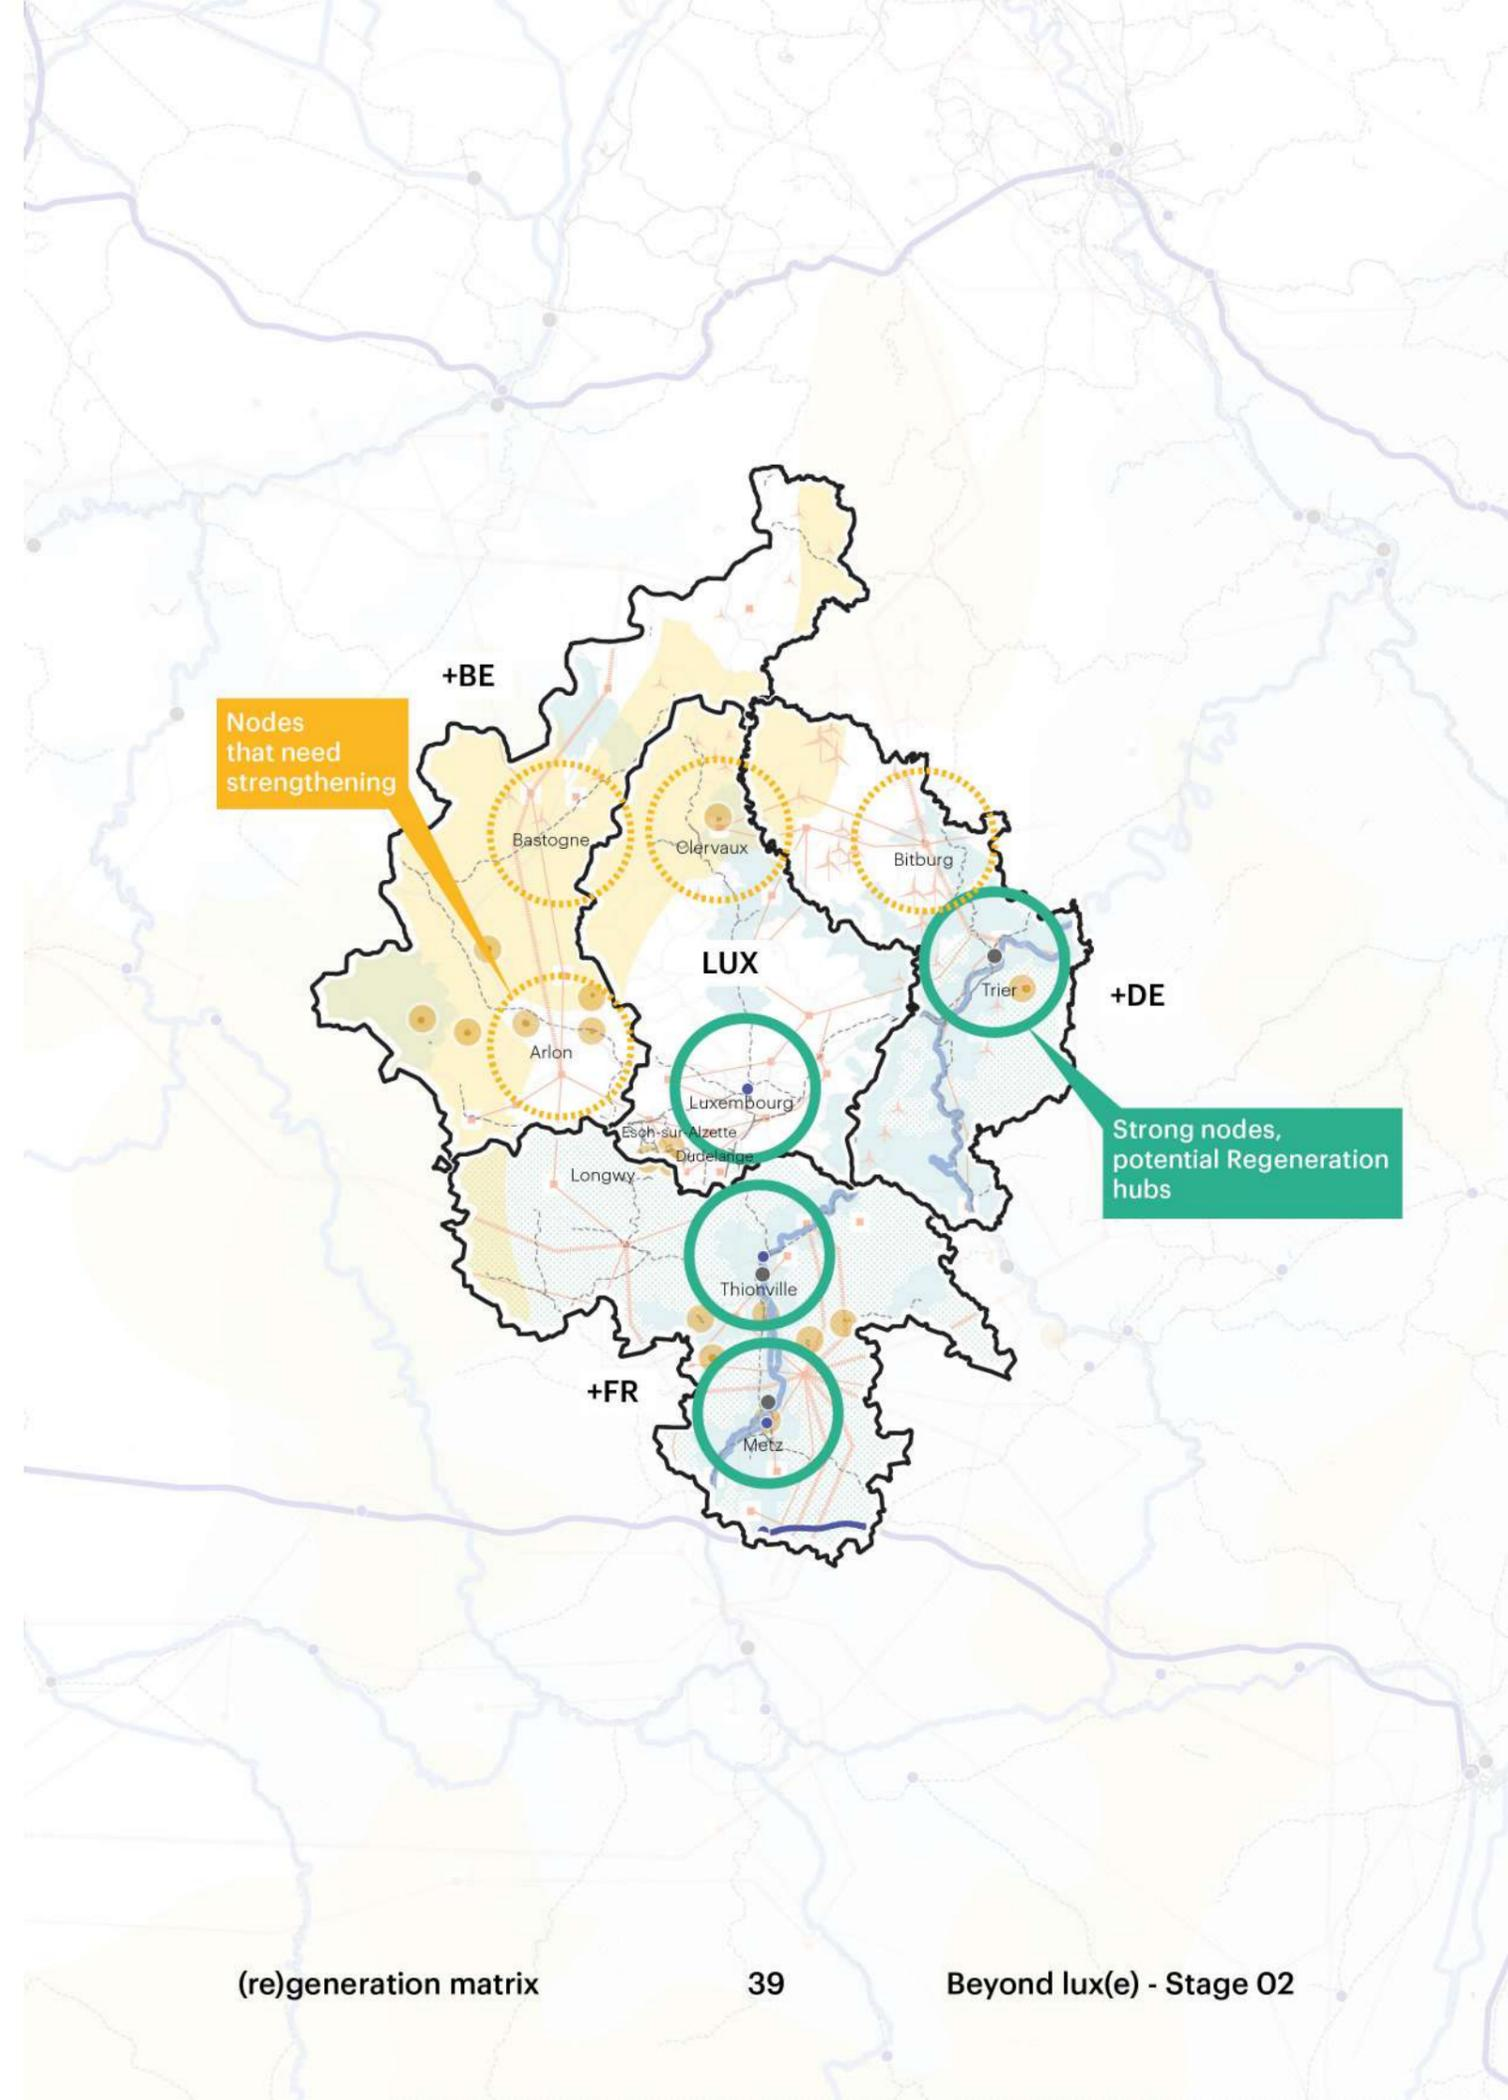 +BE
Nodes
that need
strengthening
Bastogne
Clervaux
Bitburg
LUX
Trier
+DE
Arlon
Luxembourg
Esch-sur-Alzette
Dudelange
Strong nodes,
potential Regeneration
hubs
Longwy
Thionville
+FR
Metz
(re)generation matrix
39
Beyond lux(e) - Stage 02